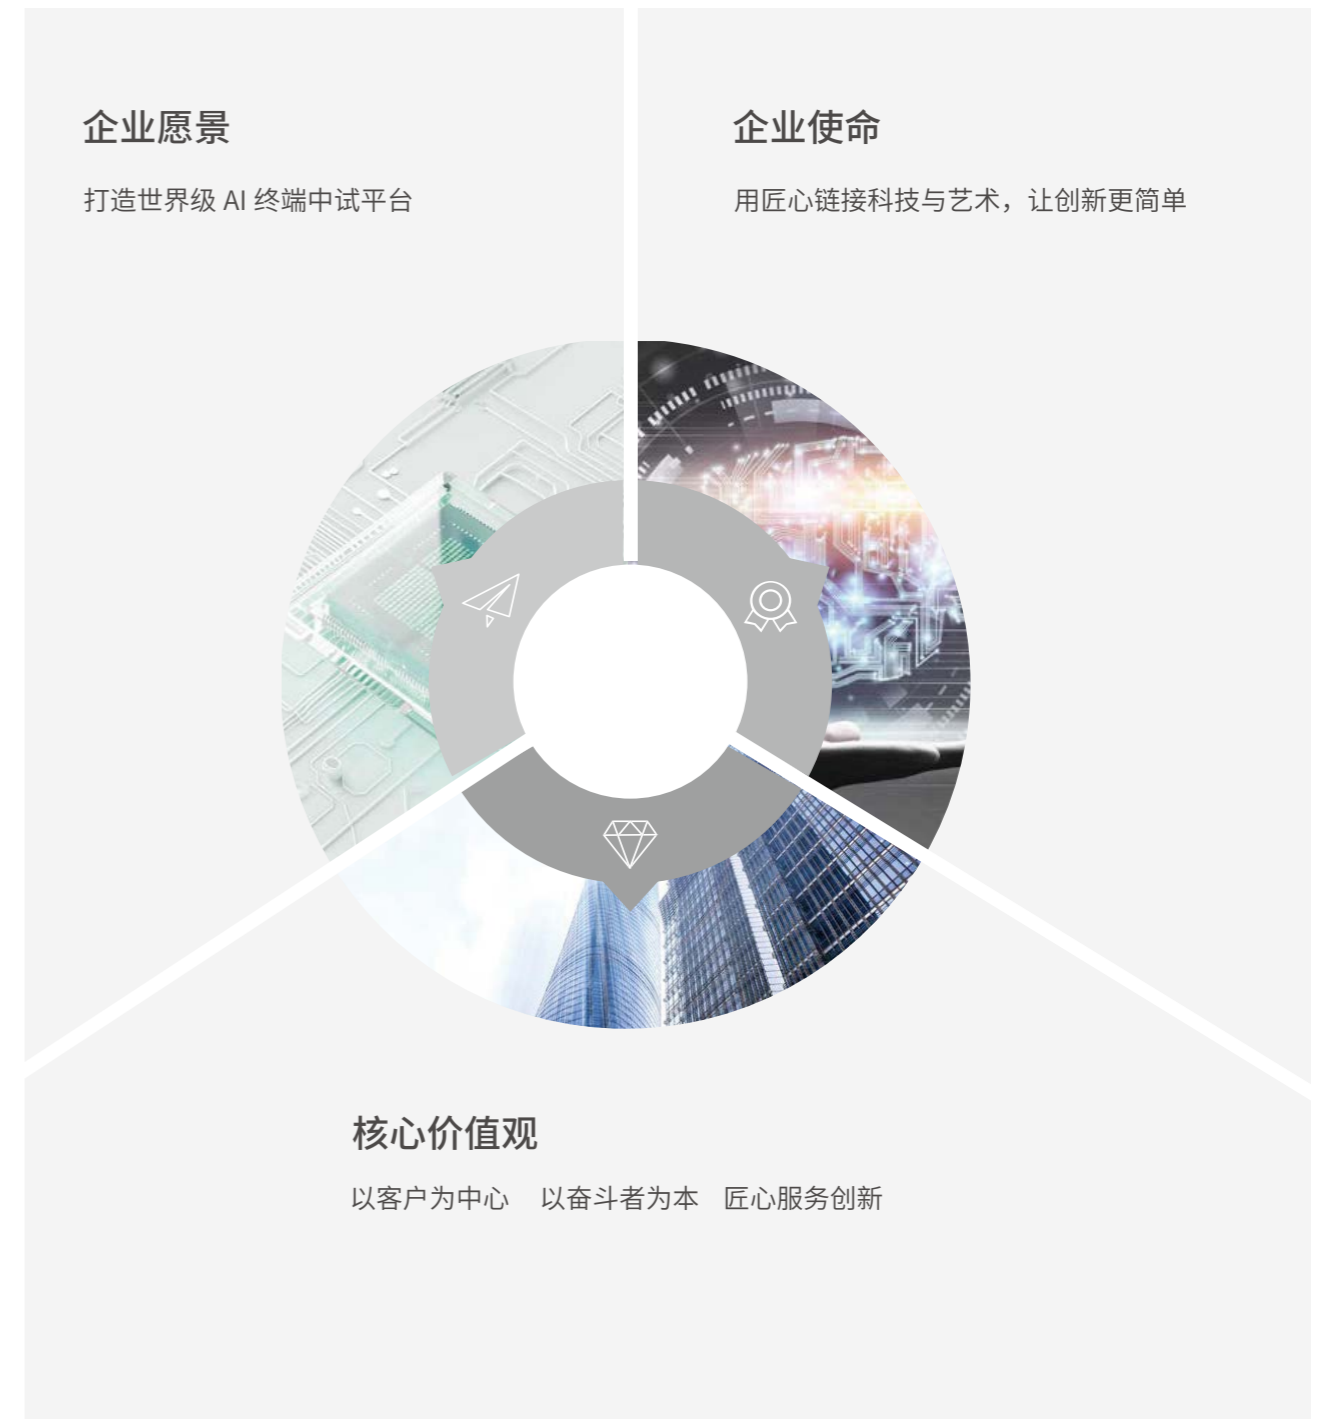 企业愿景
打造世界级 AI 终端中试平台
企业使命
用匠心链接科技与艺术，让创新更简单
核心价值观
以客户为中心 以奋斗者为本 匠心服务创新